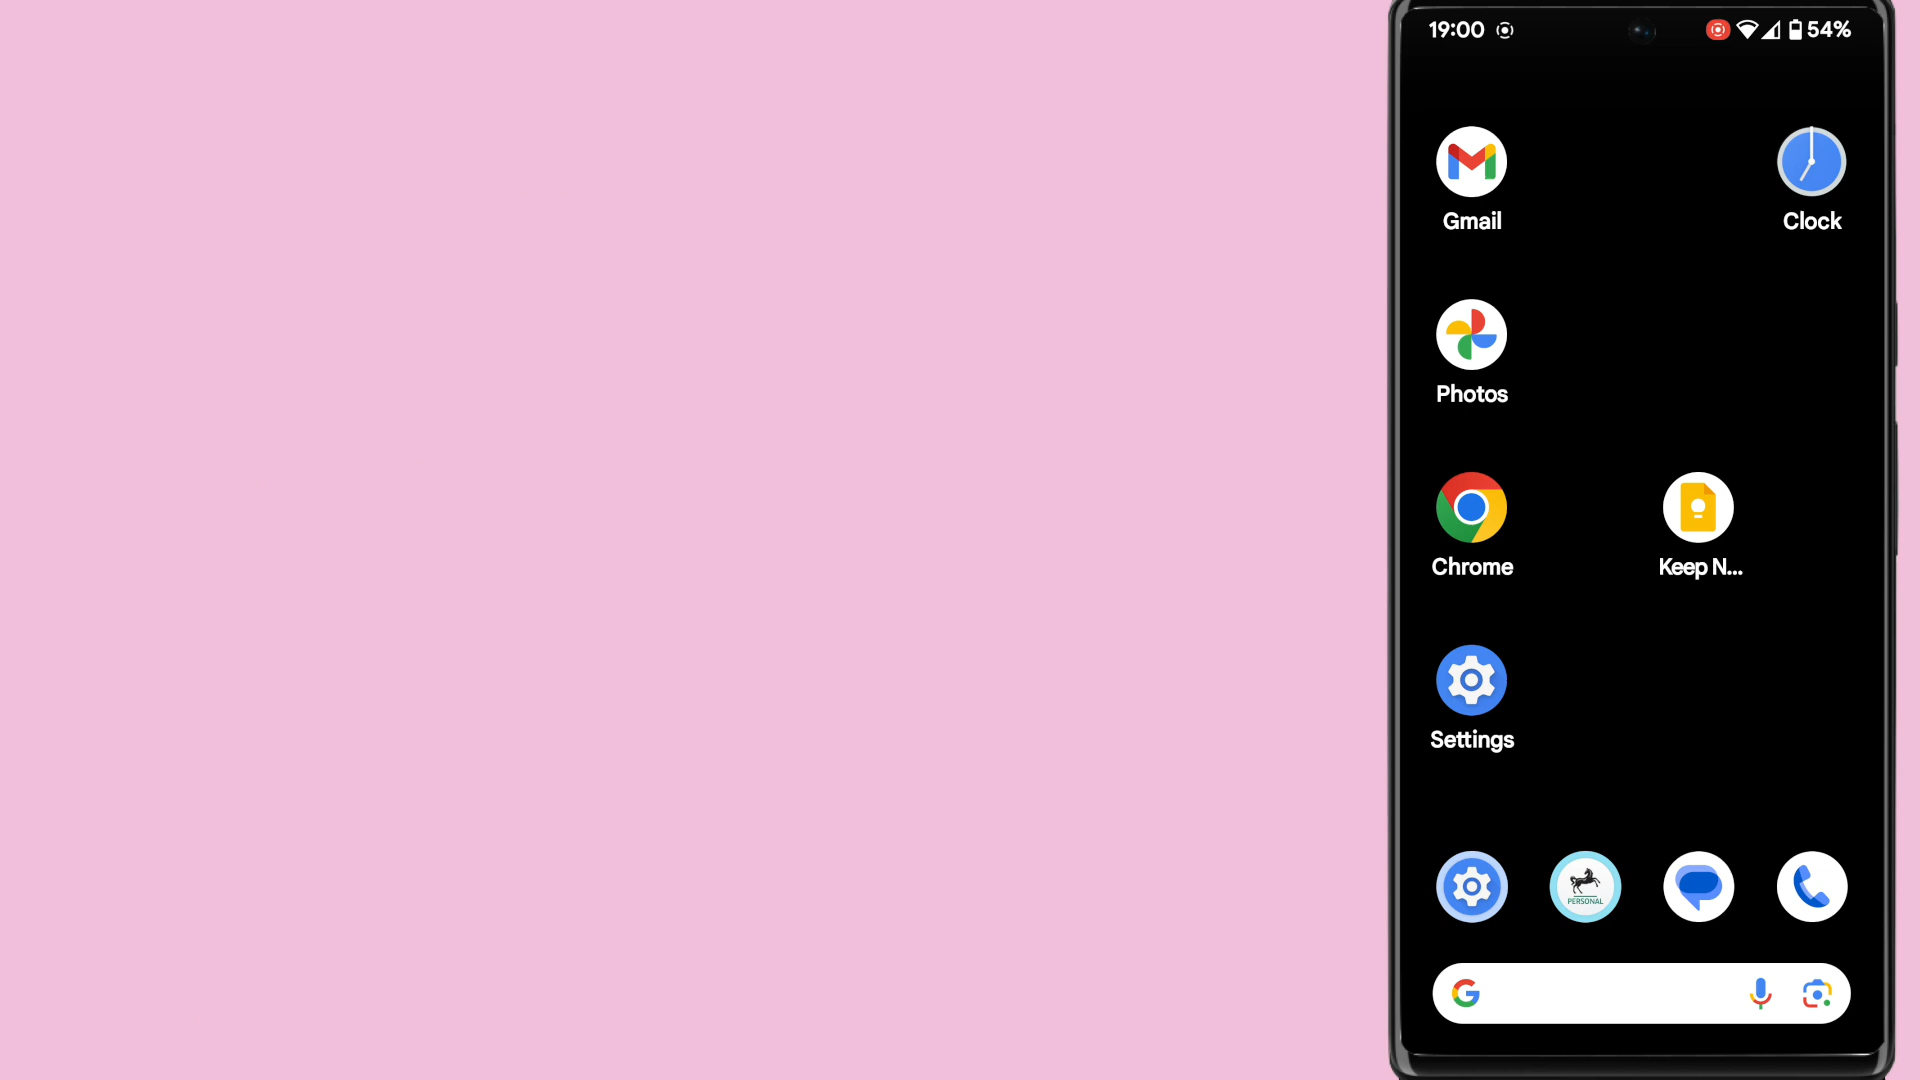 19:00 54%
Gmail Clock
Photos
Chrome Keep N...
Settings
PERSONAL